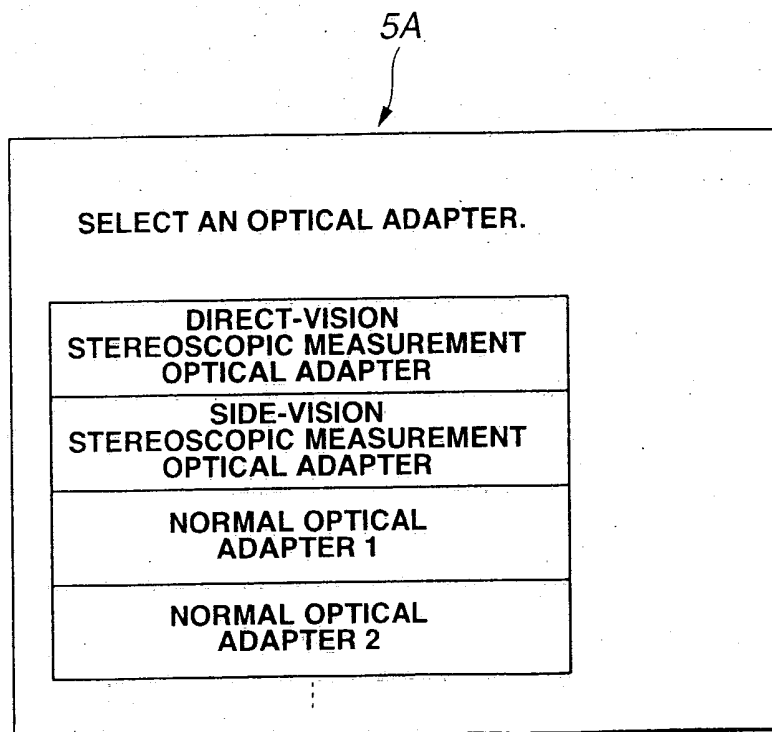 5A
SELECT AN OPTICAL ADAPTER.
DIRECT-VISION
STEREOSCOPIC MEASUREMENT
OPTICAL ADAPTER
SIDE-VISION
STEREOSCOPIC MEASUREMENT
OPTICAL ADAPTER
NORMAL OPTICAL
ADAPTER 1
NORMAL OPTICAL
ADAPTER 2